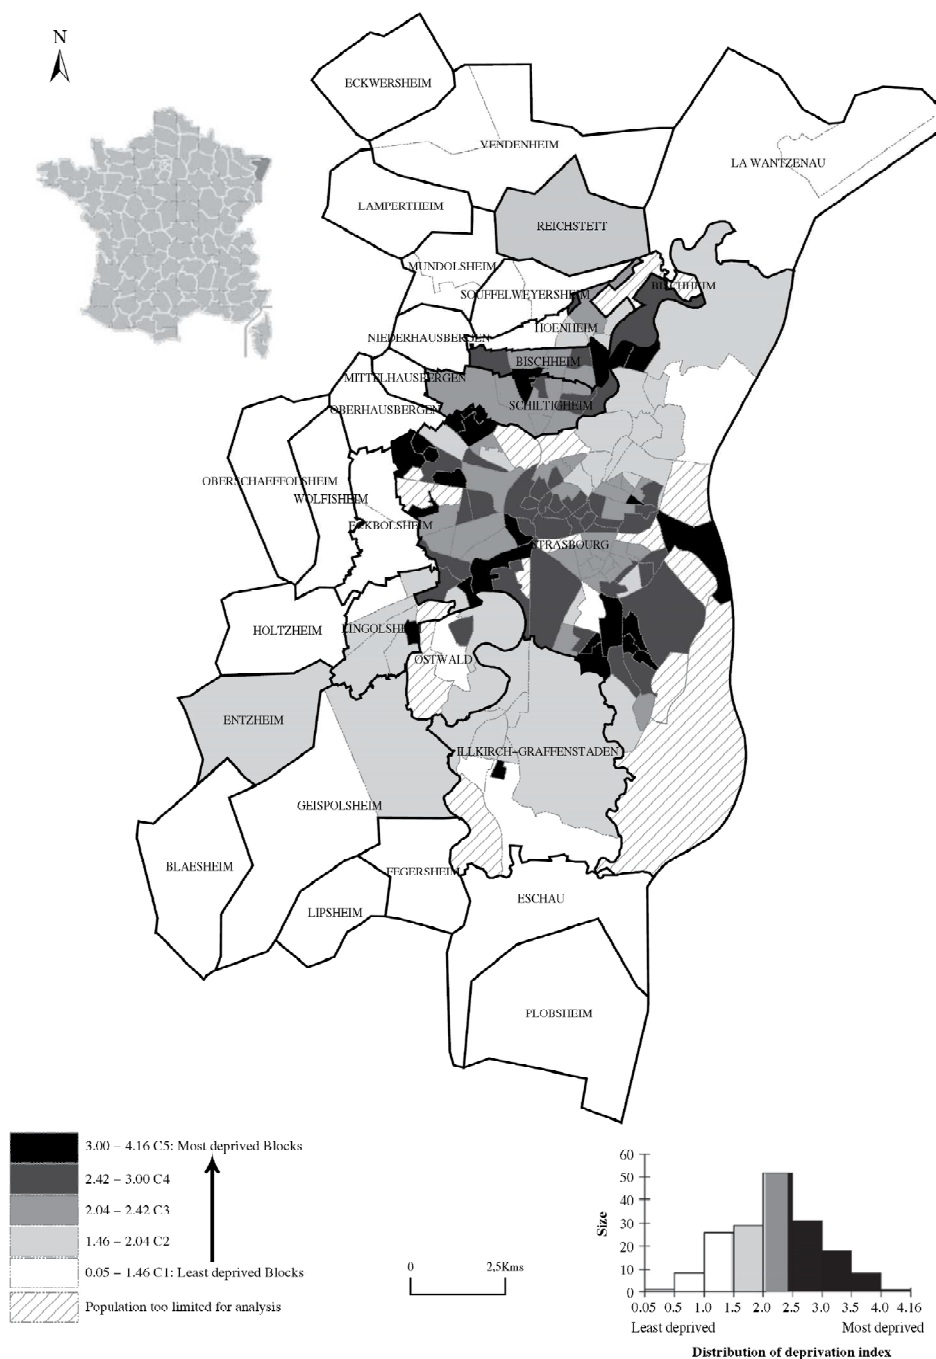 N
ECKWERSHEIM
VENDENHEIM
LA WANTZENAU
LAMPERTHEIM
REICHSTETT
MUNDOLSHEIM
BISCHHEIM
SOUFFELWEYERSHEIM
HOENHEIM
NIEDERHAUSBERGEN
BISCHHEIM
MITTELHAUSBERGEN
SCHILTIGHEIM
OBERHAUSBERGEN
OBERSCHAEFFOLSHEIM
WOLFISHEIM
ECKBOLSHEIM
STRASBOURG
HOLTZHEIM
LINGOLSHEIM
OSTWALD
ENTZHEIM
ILLKIRCH-GRAFFENSTADEN
GEISPOLSHEIM
BLAESHEIM
FEGERSHEIM
ESCHAU
LIPSHEIM
PLOBSHEIM
3.00 – 4.16 C5: Most deprived Blocks
2.42 – 3.00 C4
2.04 – 2.42 C3
1.46 – 2.04 C2
0.05 – 1.46 C1: Least deprived Blocks
Population too limited for analysis
0 2.5Kms
60
50
40
30
20
10
0
Size
0.05 0.5 1.0 1.5 2.0 2.5 3.0 3.5 4.0 4.16
Least deprived Most deprived
Distribution of deprivation index